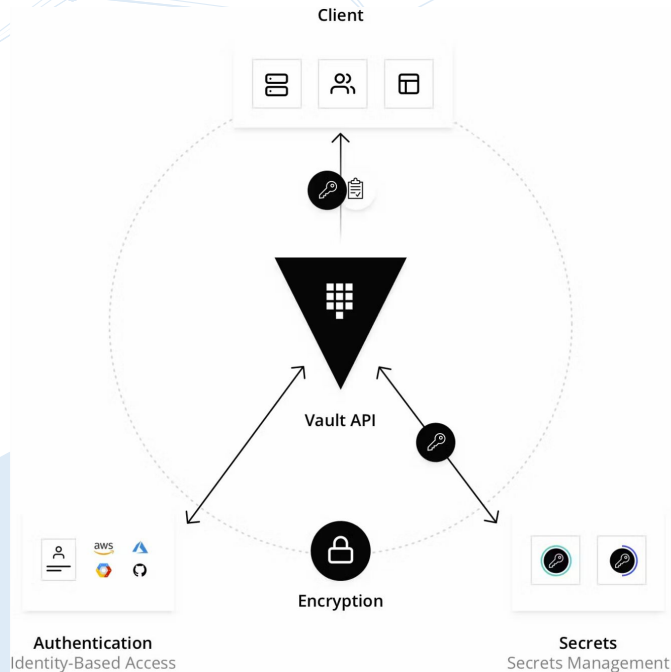 Client
Vault API
aws
Encryption
Authentication
Identity-Based Access
Secrets
Secrets Management